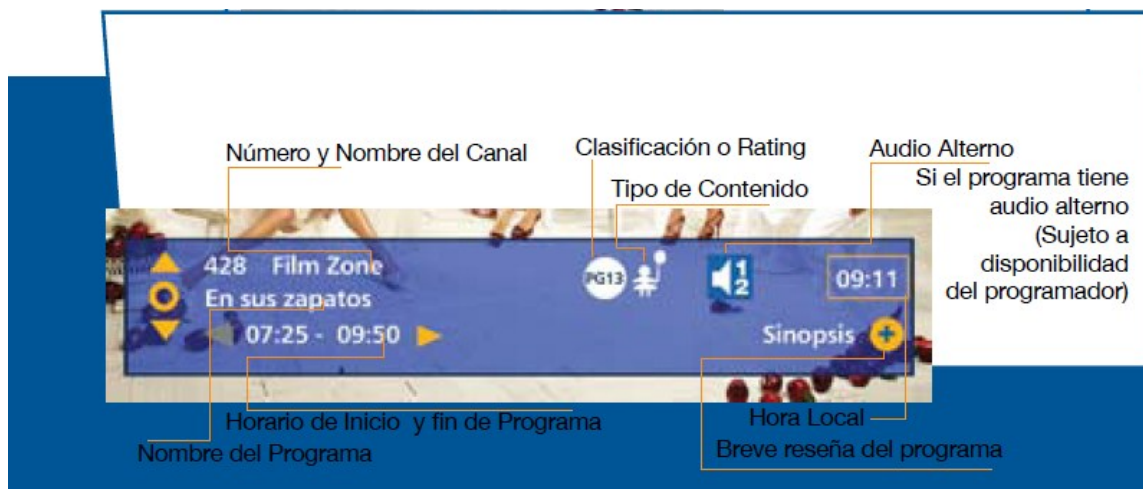 Número y Nombre del Canal
Clasificación o Rating
Audio Alterno
Tipo de Contenido
Si el programa tiene
audio alterno
(Sujeto a
disponibilidad
del programador)
428 Film Zone
PG13
1
2
09:11
En sus zapatos
07:25 - 09:50
Sinopsis +
Horario de Inicio y fin de Programa
Hora Local
Nombre del Programa
Breve reseña del programa